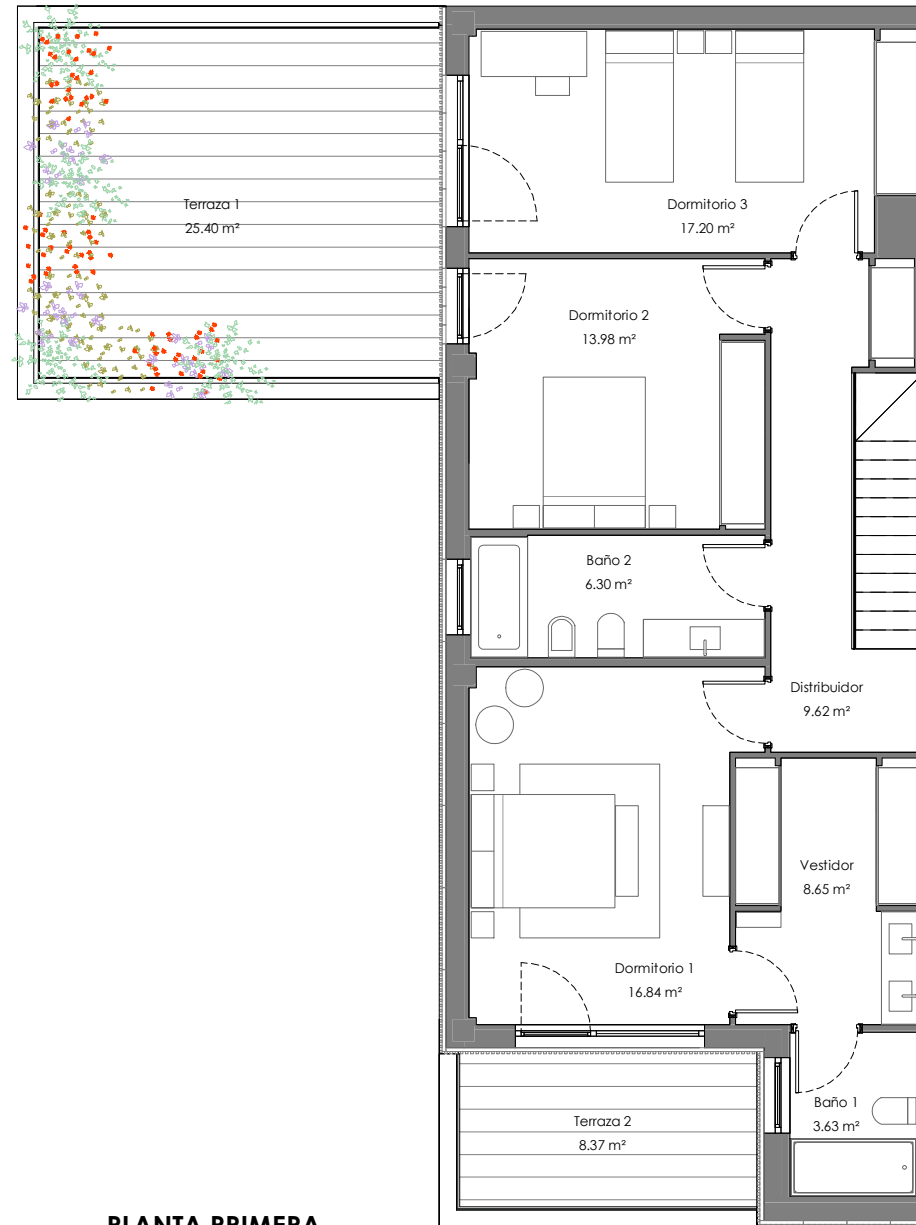 Terraza 1
25.40 m²
Dormitorio 3
17.20 m²
Dormitorio 2
13.98 m²
Baño 2
6.30 m²
Distribuidor
9.62 m²
Vestidor
8.65 m²
Dormitorio 1
16.84 m²
Baño 1
3.63 m²
Terraza 2
8.37 m²
PLANTA PRIMERA